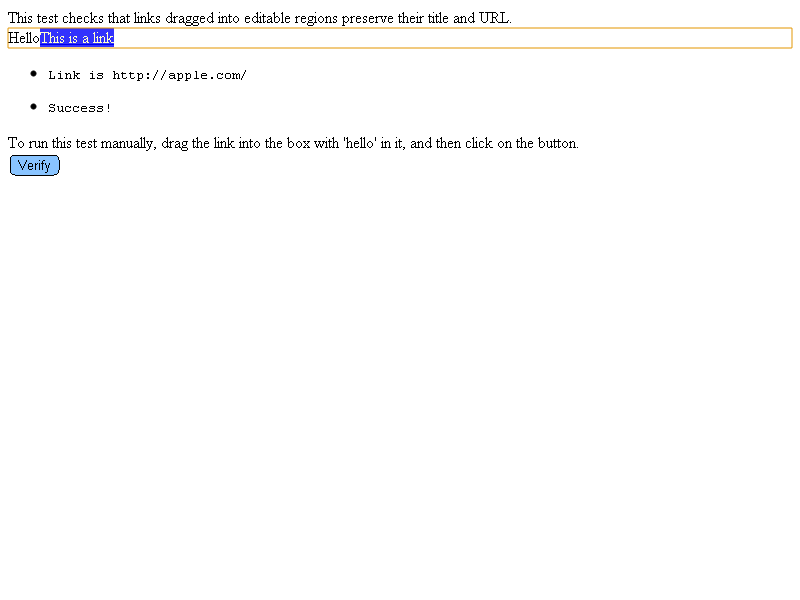 This test checks that links dragged into editable regions preserve their title and URL.
HelloThis is a link
Link is http://apple.com/
Success!
To run this test manually, drag the link into the box with 'hello' in it, and then click on the button.
Verify